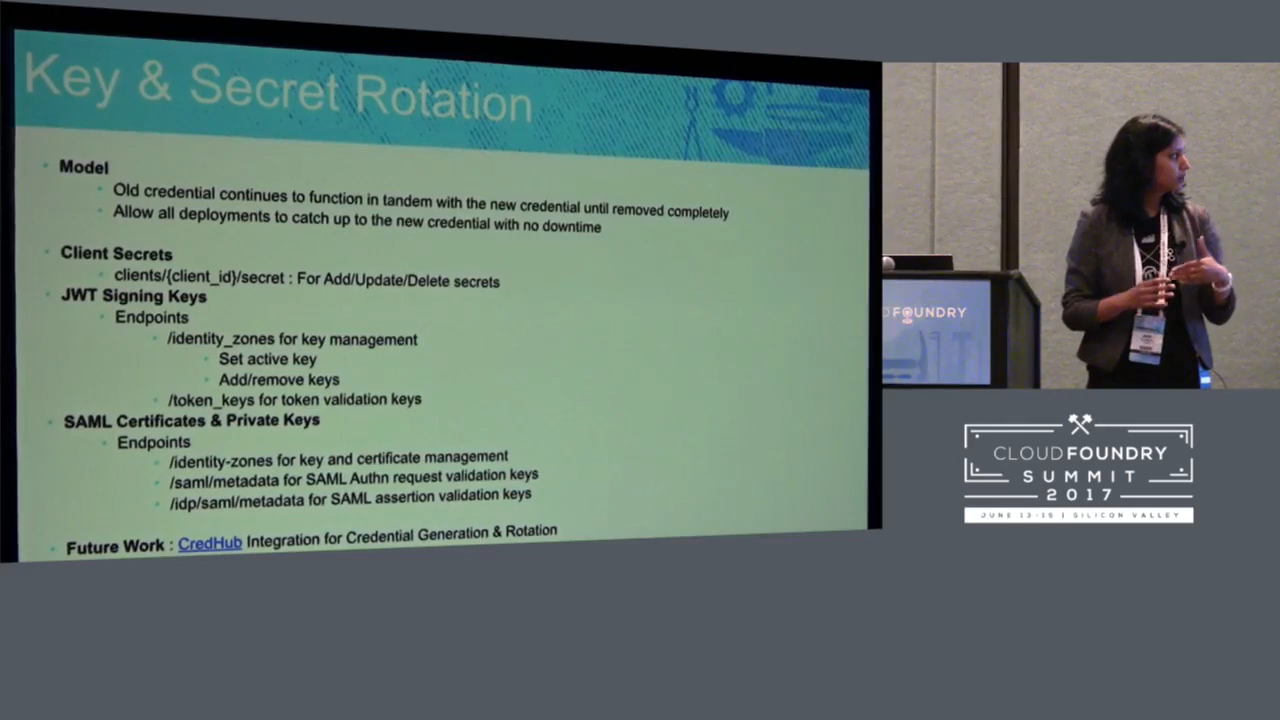 Key & Secret Rotation
Model
Old credential continues to function in tandem with the new credential until removed completely
Allow all deployments to catch up to the new credential with no downtime
Client Secrets
clients/{client_id}/secret : For Add/Update/Delete secrets
JWT Signing Keys
Endpoints
/identity_zones for key management
Set active key
Add/remove keys
/token_keys for token validation keys
SAML Certificates & Private Keys
Endpoints
/identity-zones for key and certificate management
/saml/metadata for SAML Authn request validation keys
/idp/saml/metadata for SAML assertion validation keys
Future Work : CredHub Integration for Credential Generation & Rotation
D FOUNDRY
CLOUD FOUNDRY
SUMMIT
2017
JUNE 13-15 | SILICON VALLEY